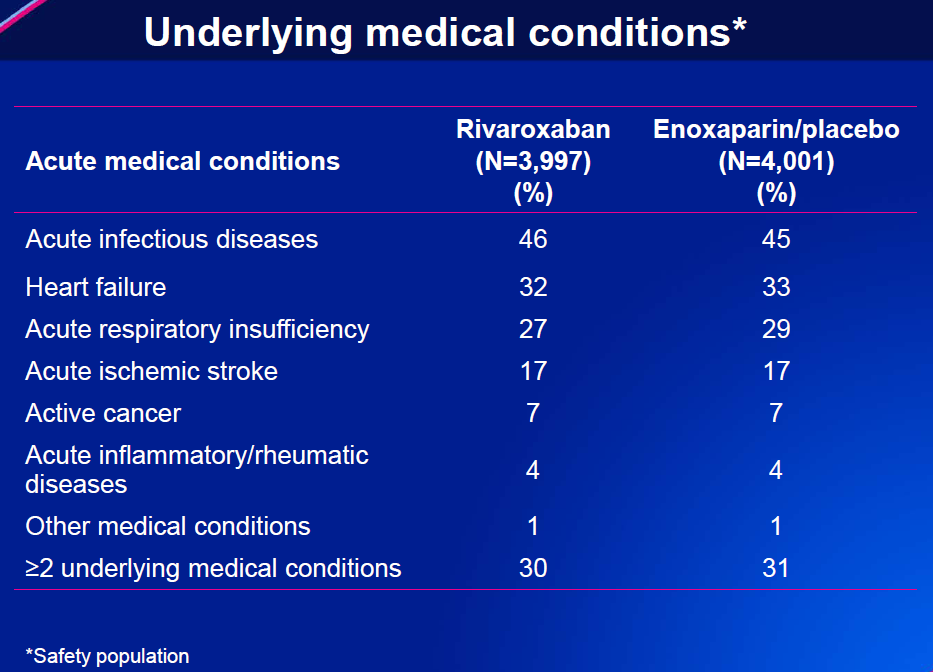 Underlying medical conditions*
Acute medical conditions
Rivaroxaban
(N=3,997)
(%)
Enoxaparin/placebo
(N=4,001)
(%)
Acute infectious diseases 46 45
Heart failure 32 33
Acute respiratory insufficiency 27 29
Acute ischemic stroke 17 17
Active cancer 7 7
Acute inflammatory/rheumatic
diseases 4 4
Other medical conditions 1 1
≥2 underlying medical conditions 30 31
*Safety population